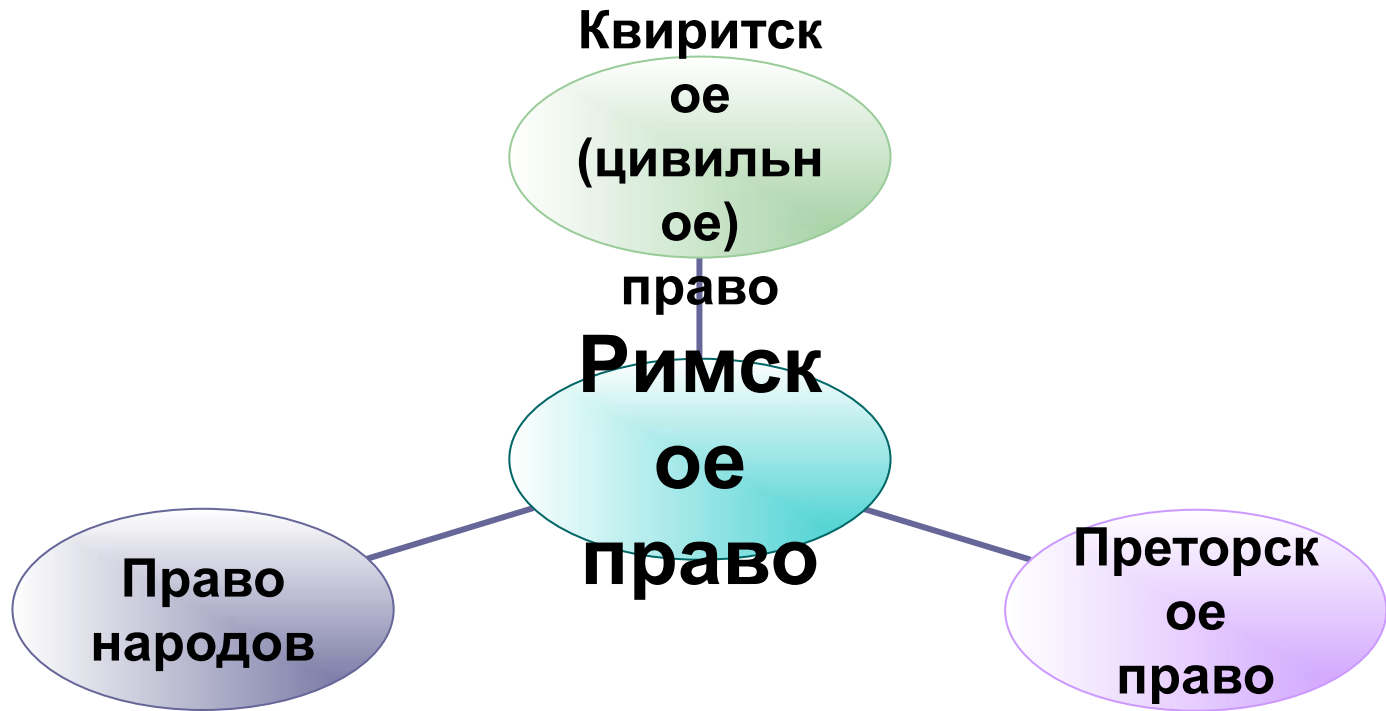 Квиритск
ое
(цивильн
ое)
право
Римск
ое
право
Право
народов
Преторск
ое
право